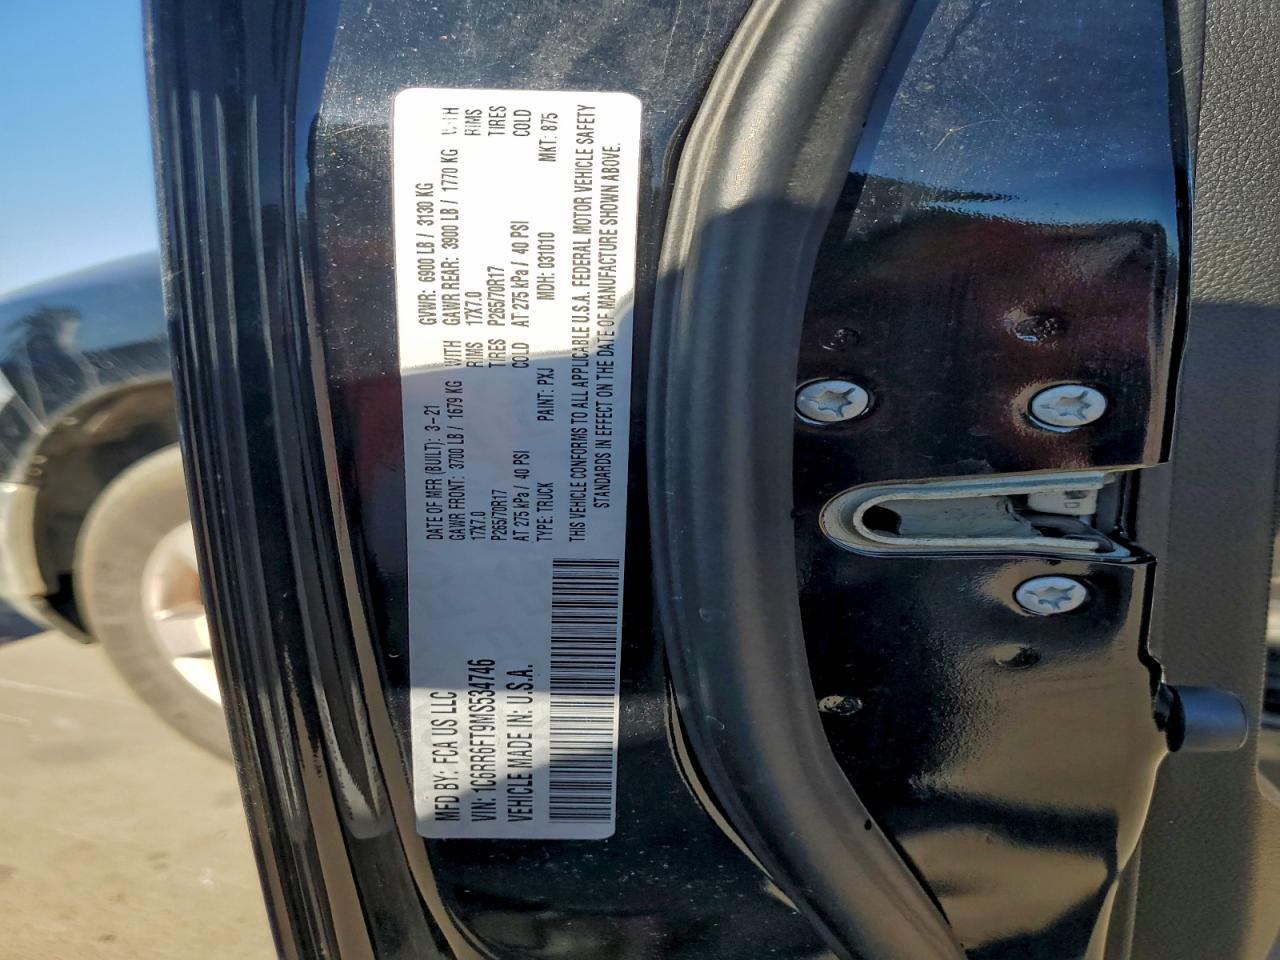 MFD BY: FCA US LLC
VIN: 1C6RR6FT9MS534746
VEHICLE MADE IN: U.S.A.
DATE OF MFR (BUILT): 3-21 GVWR: 6900 LB / 3130 KG
GAWR FRONT: 3700 LB / 1679 KG WITH GAWR REAR: 3900 LB / 1770 KG WITH
17X7.0 RIMS 17X7.0 RIMS
P265/70R17 TIRES P265/70R17 TIRES
AT 275 kPa / 40 PSI COLD AT 275 kPa / 40 PSI COLD
TYPE: TRUCK PAINT: PXJ MDH: 031010 MKT: 875
THIS VEHICLE CONFORMS TO ALL APPLICABLE U.S.A. FEDERAL MOTOR VEHICLE SAFETY
STANDARDS IN EFFECT ON THE DATE OF MANUFACTURE SHOWN ABOVE.